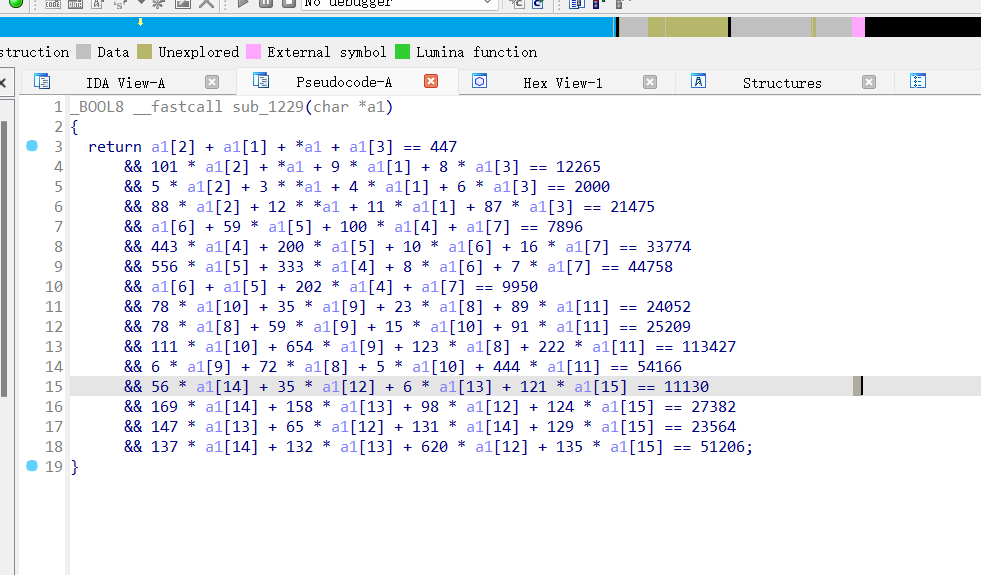 No debugger
struction Data Unexplored External symbol Lumina function
IDA View-A Pseudocode-A Hex View-1 Structures
1 _BOOL8 __fastcall sub_1229(char *a1)
2 {
3 return a1[2] + a1[1] + *a1 + a1[3] == 447
4 && 101 * a1[2] + *a1 + 9 * a1[1] + 8 * a1[3] == 12265
5 && 5 * a1[2] + 3 * *a1 + 4 * a1[1] + 6 * a1[3] == 2000
6 && 88 * a1[2] + 12 * *a1 + 11 * a1[1] + 87 * a1[3] == 21475
7 && a1[6] + 59 * a1[5] + 100 * a1[4] + a1[7] == 7896
8 && 443 * a1[4] + 200 * a1[5] + 10 * a1[6] + 16 * a1[7] == 33774
9 && 556 * a1[5] + 333 * a1[4] + 8 * a1[6] + 7 * a1[7] == 44758
10 && a1[6] + a1[5] + 202 * a1[4] + a1[7] == 9950
11 && 78 * a1[10] + 35 * a1[9] + 23 * a1[8] + 89 * a1[11] == 24052
12 && 78 * a1[8] + 59 * a1[9] + 15 * a1[10] + 91 * a1[11] == 25209
13 && 111 * a1[10] + 654 * a1[9] + 123 * a1[8] + 222 * a1[11] == 113427
14 && 6 * a1[9] + 72 * a1[8] + 5 * a1[10] + 444 * a1[11] == 54166
15 && 56 * a1[14] + 35 * a1[12] + 6 * a1[13] + 121 * a1[15] == 11130
16 && 169 * a1[14] + 158 * a1[13] + 98 * a1[12] + 124 * a1[15] == 27382
17 && 147 * a1[13] + 65 * a1[12] + 131 * a1[14] + 129 * a1[15] == 23564
18 && 137 * a1[14] + 132 * a1[13] + 620 * a1[12] + 135 * a1[15] == 51206;
19 }